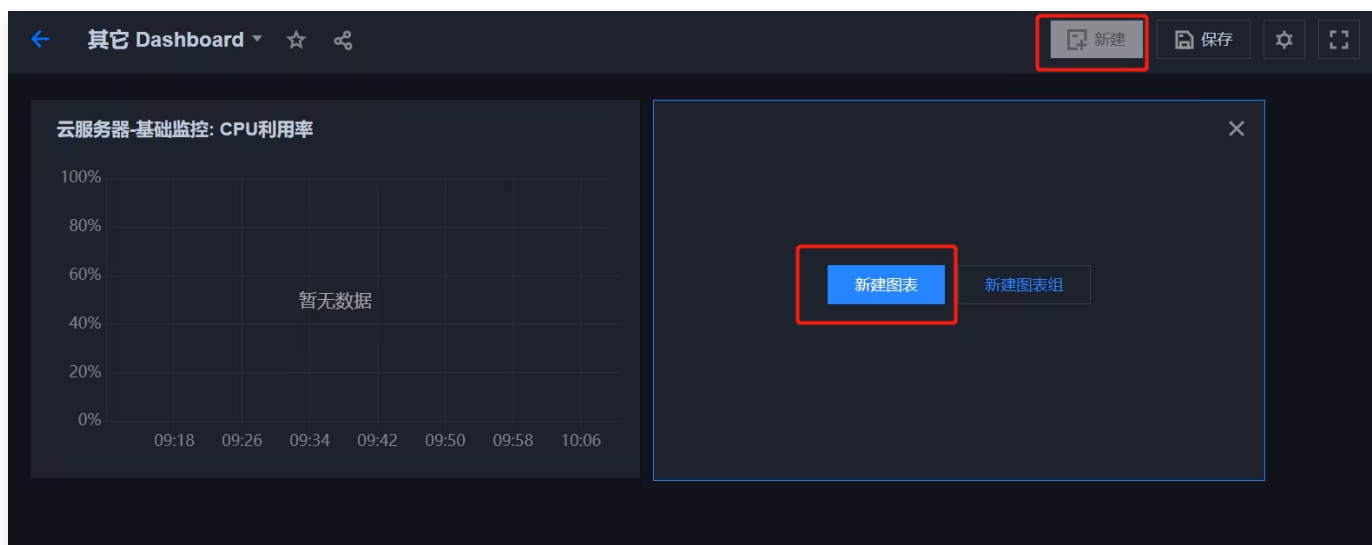 其它 Dashboard
新建
保存
云服务器-基础监控: CPU利用率
100%
80%
60%
40%
20%
0%
暂无数据
09:18 09:26 09:34 09:42 09:50 09:58 10:06
新建图表
新建图表组